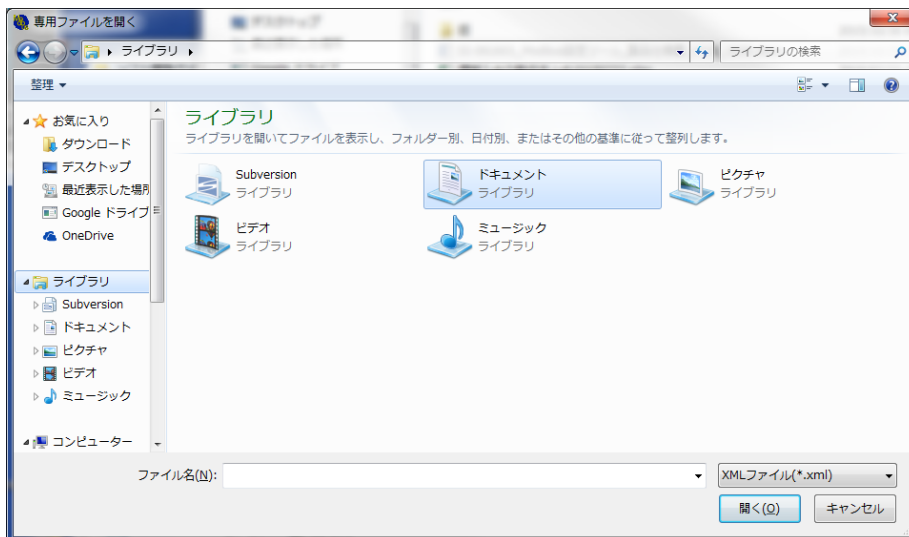 専用ファイルを開く
ライブラリ
ライブラリの検索
整理
お気に入り
ダウンロード
デスクトップ
最近表示した場所
Google ドライブ
OneDrive
ライブラリ
Subversion
ドキュメント
ピクチャ
ビデオ
ミュージック
コンピューター
ライブラリ
ライブラリを開いてファイルを表示し、フォルダー別、日付別、またはその他の基準に従って整列します。
Subversion
ライブラリ
ドキュメント
ライブラリ
ピクチャ
ライブラリ
ビデオ
ライブラリ
ミュージック
ライブラリ
ファイル名(N):
XMLファイル(*.xml)
開く(O)
キャンセル